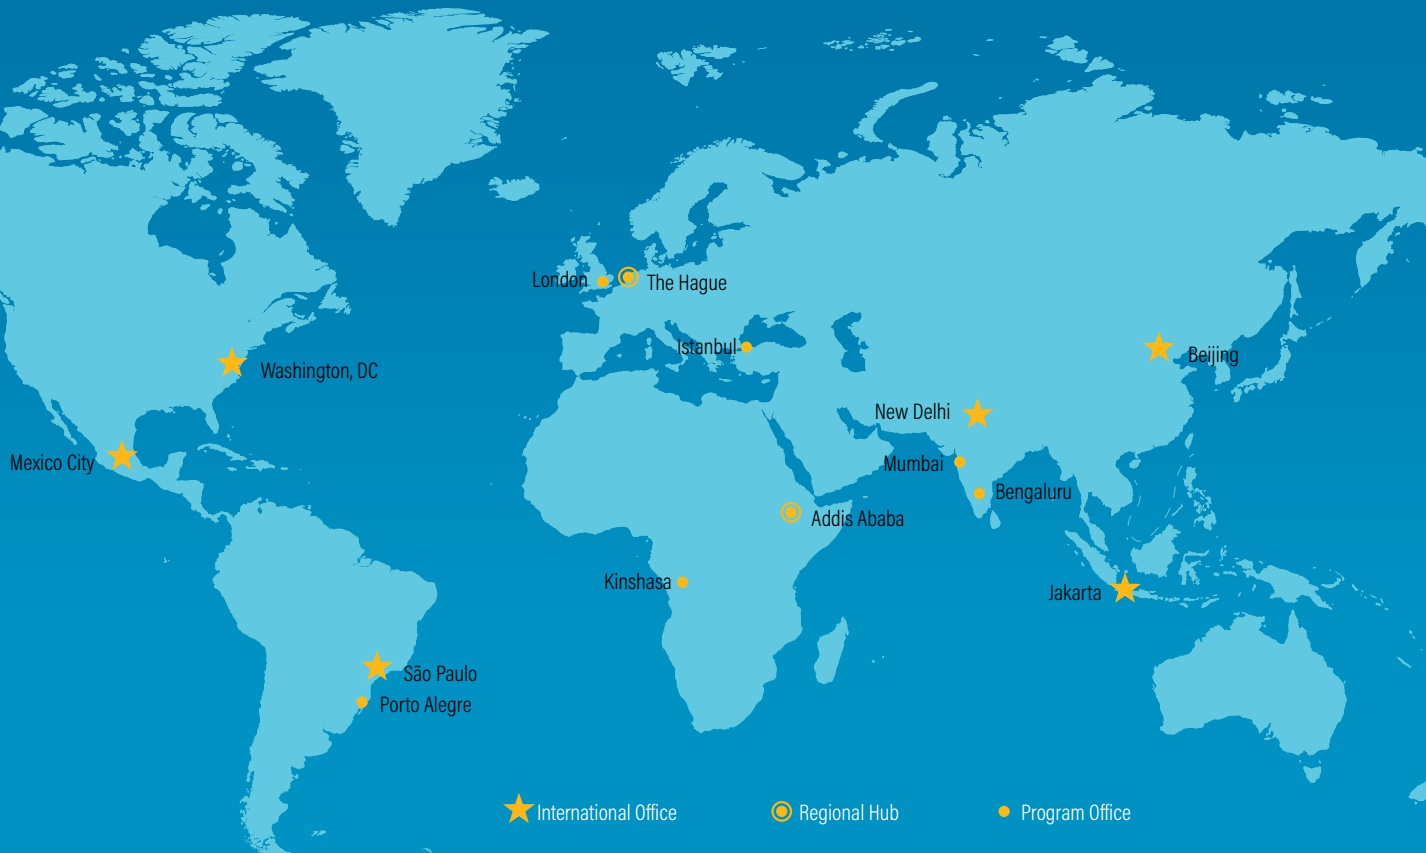 London
The Hague
Istanbul
Beijing
Washington, DC
New Delhi
Mexico City
Mumbai
Bengaluru
Addis Ababa
Kinshasa
Jakarta
São Paulo
Porto Alegre
International Office
Regional Hub
Program Office